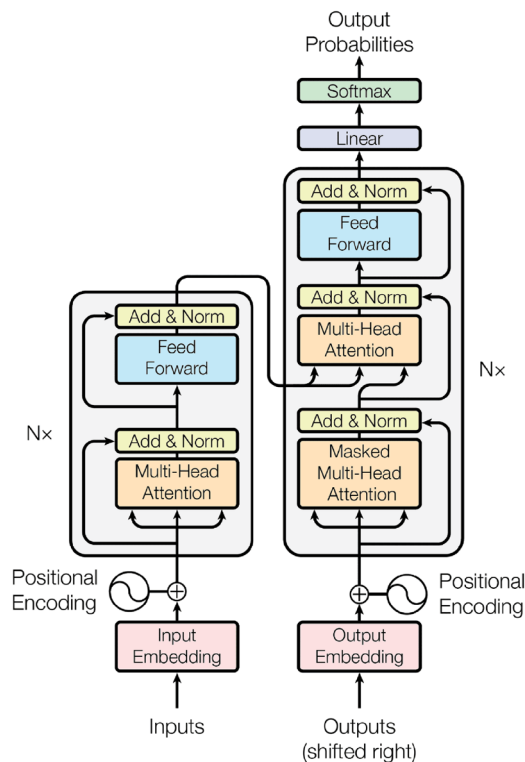 Output
Probabilities
Softmax
Linear
Add & Norm
Feed
Forward
Add & Norm
Multi-Head
Attention
Add & Norm
Masked
Multi-Head
Attention
N×
Positional
Encoding
Output
Embedding
Outputs
(shifted right)
Add & Norm
Feed
Forward
Add & Norm
Multi-Head
Attention
N×
Positional
Encoding
Input
Embedding
Inputs